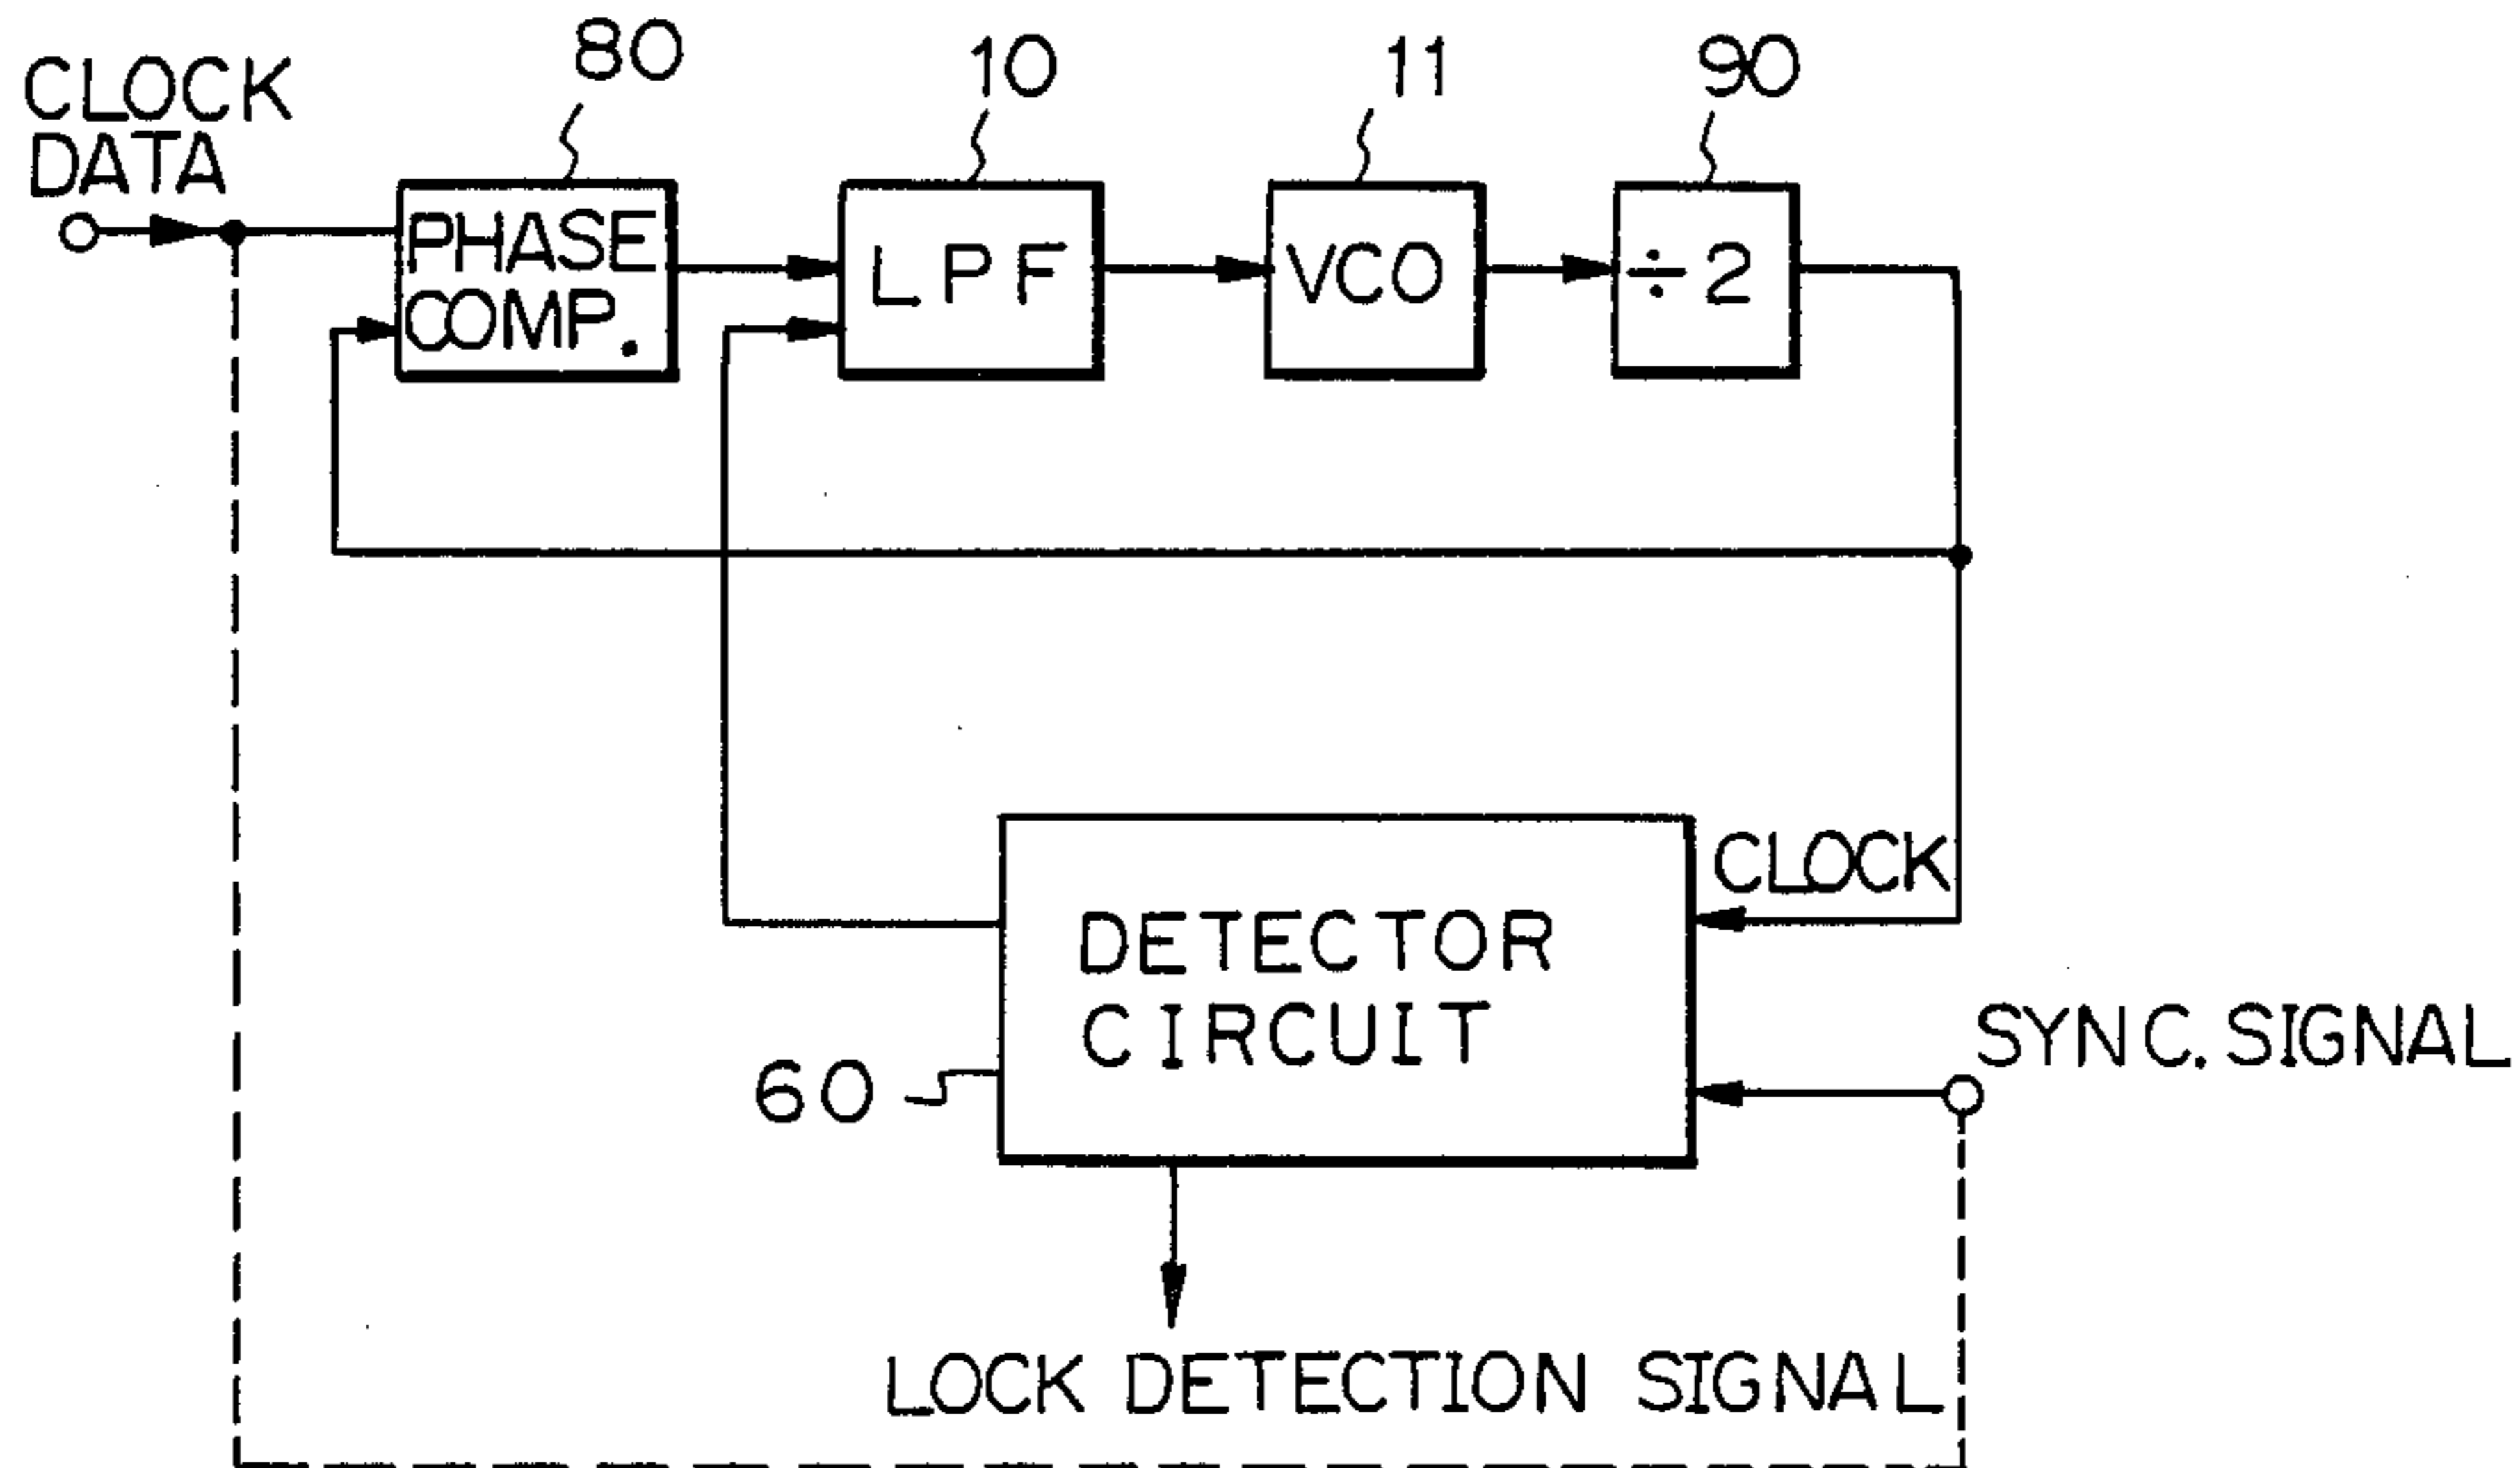 80
10
11
90
CLOCK
DATA
PHASE
COMP.
LPF
VCO
÷2
CLOCK
DETECTOR
CIRCUIT
SYNC. SIGNAL
60
LOCK DETECTION SIGNAL